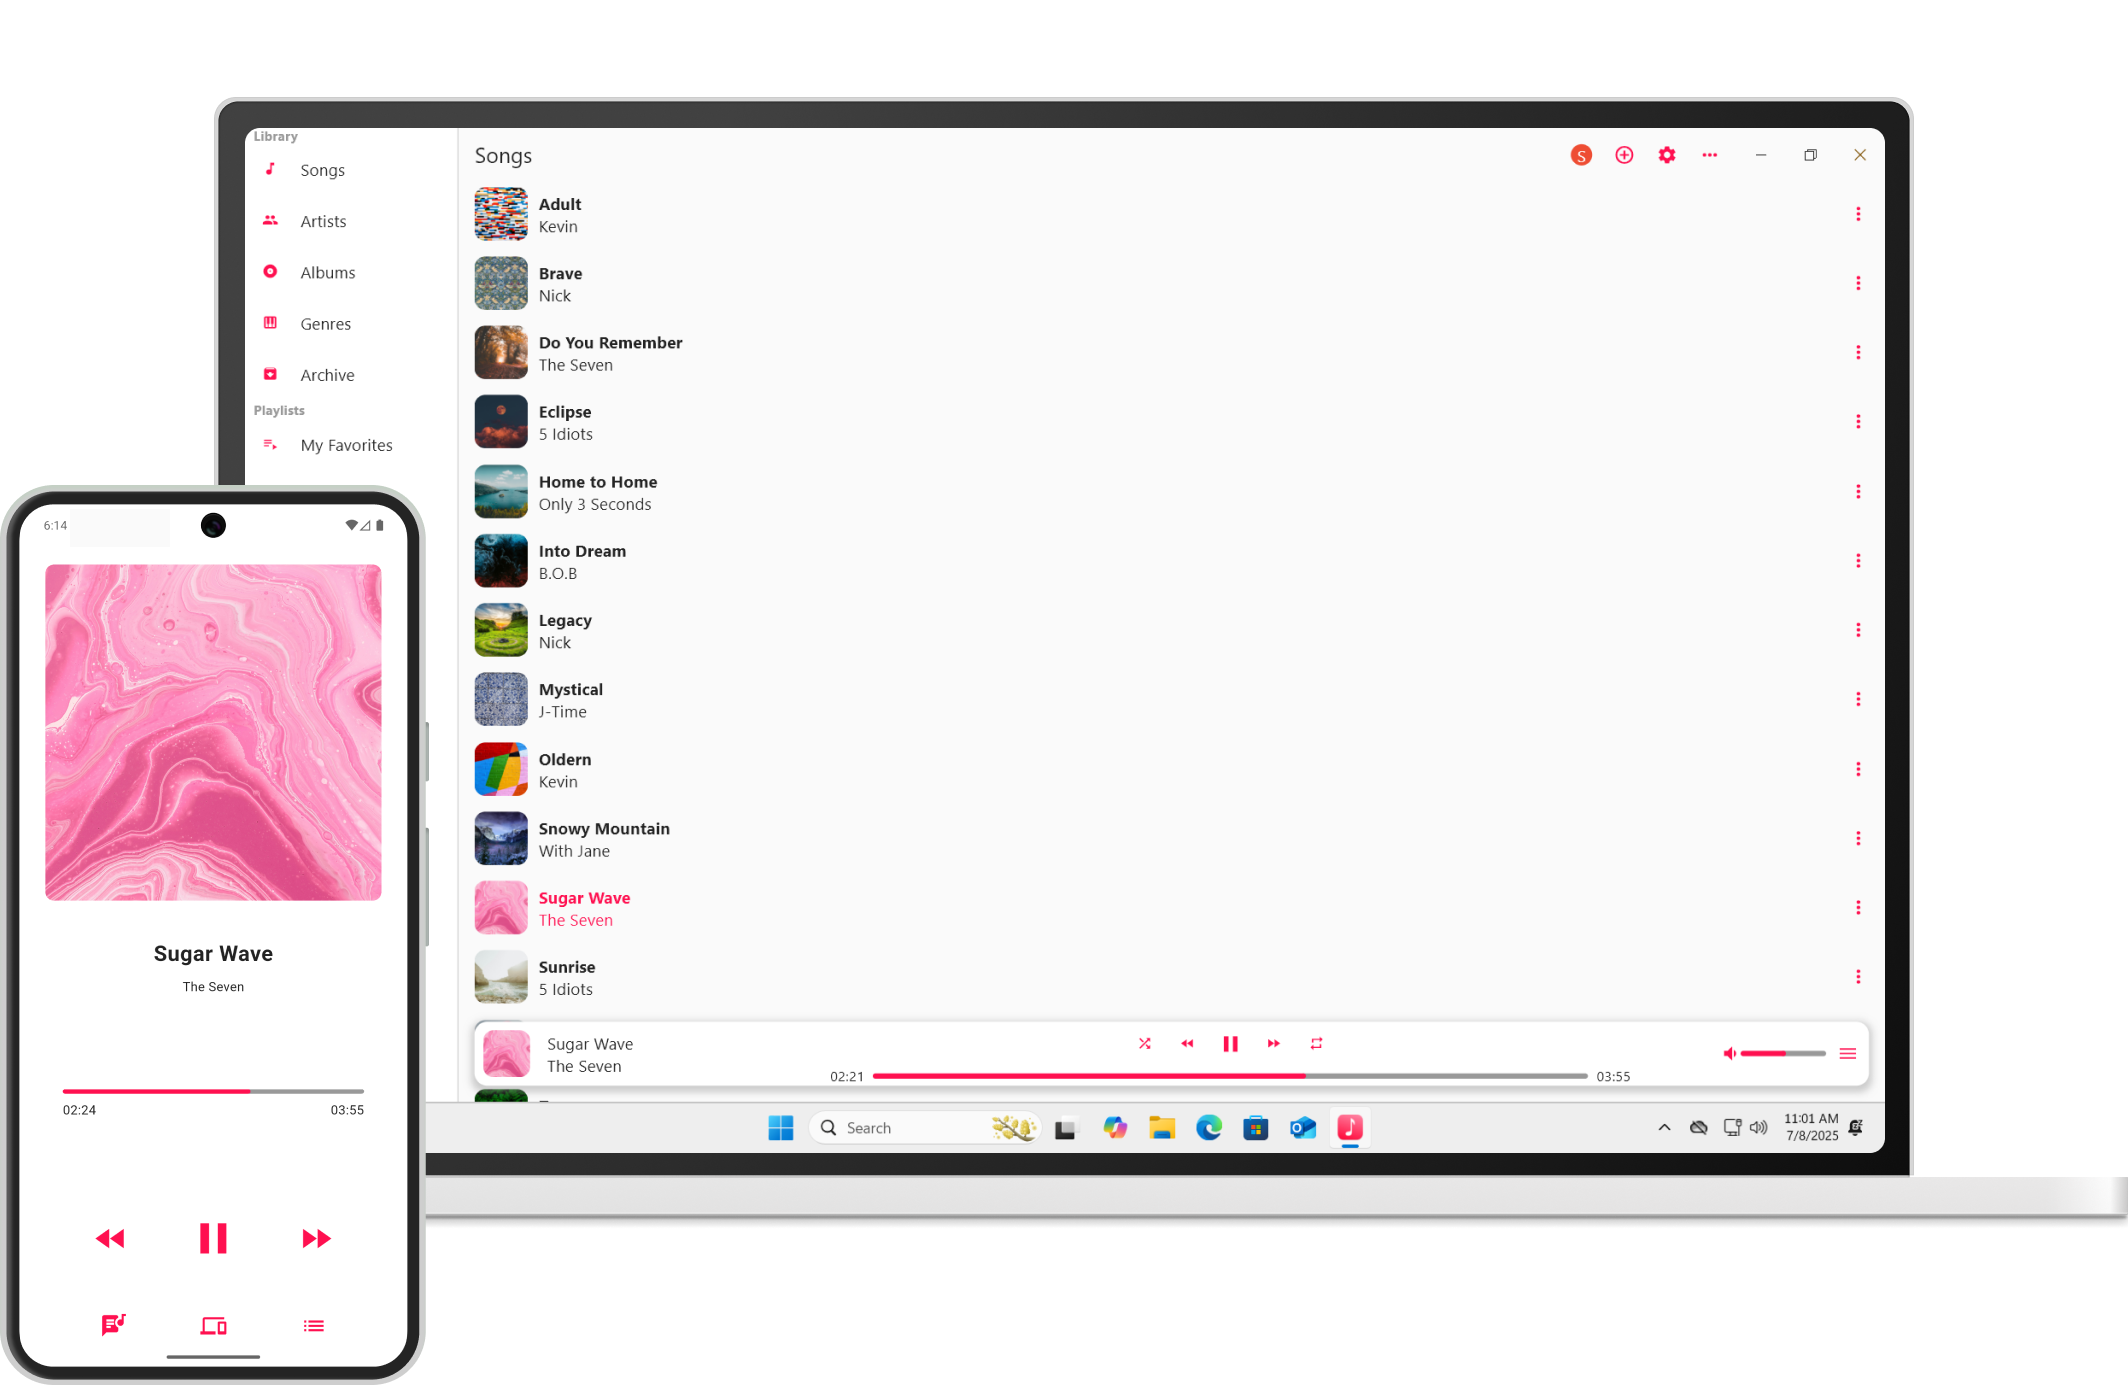 Library
Songs
Artists
Albums
Genres
Archive
Playlists
My Favorites
Songs
S
Adult
Kevin
Brave
Nick
Do You Remember
The Seven
Eclipse
5 Idiots
Home to Home
Only 3 Seconds
Into Dream
B.O.B
Legacy
Nick
Mystical
J-Time
Oldern
Kevin
Snowy Mountain
With Jane
Sugar Wave
The Seven
Sunrise
5 Idiots
Sugar Wave
The Seven
02:21
03:55
Search
11:01 AM
7/8/2025
6:14
Sugar Wave
The Seven
02:24
03:55